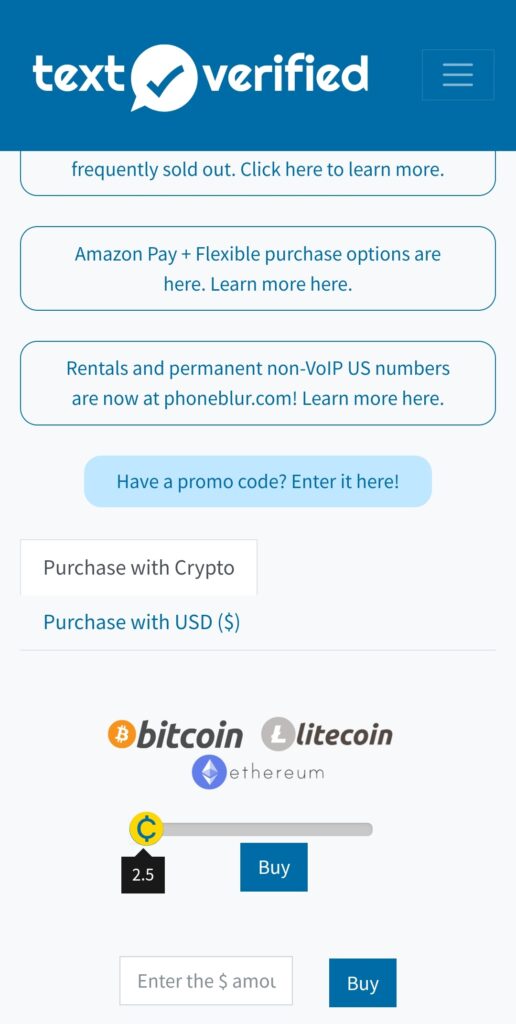 text verified
frequently sold out. Click here to learn more.
Amazon Pay + Flexible purchase options are
here. Learn more here.
Rentals and permanent non-VoIP US numbers
are now at phoneblur.com! Learn more here.
Have a promo code? Enter it here!
Purchase with Crypto
Purchase with USD ($)
bitcoin litecoin
ethereum
2.5
Buy
Enter the $ amou
Buy